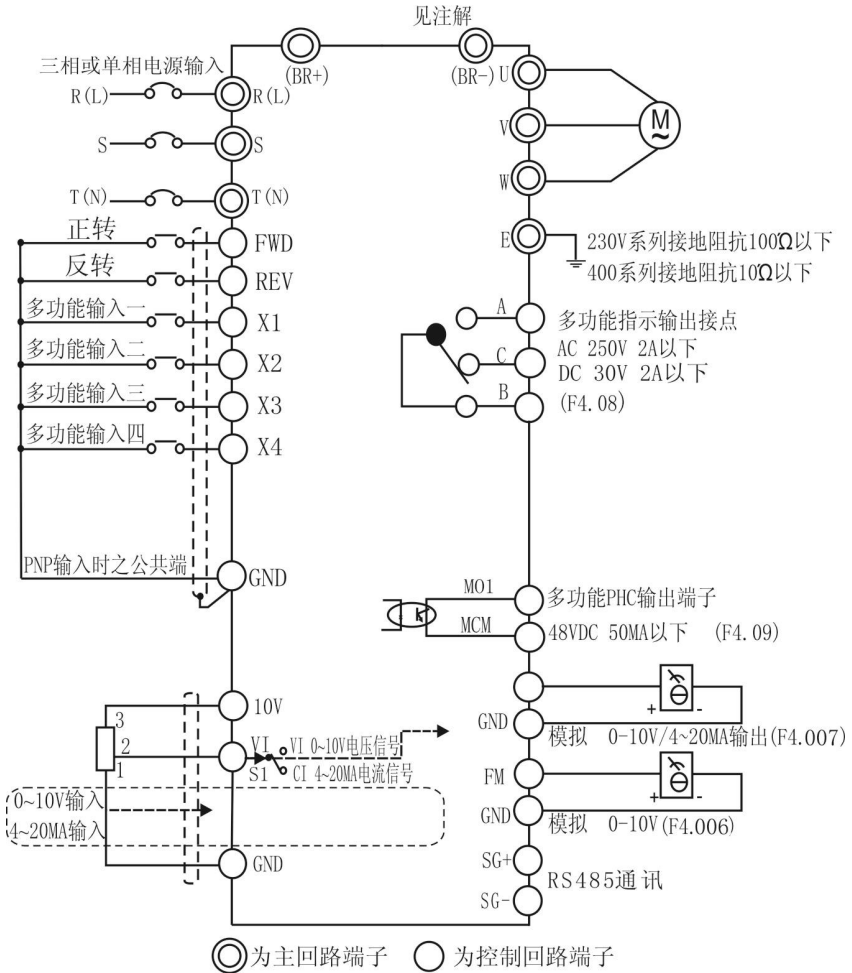 见注解
(BR+)
(BR-)
三相或单相电源输入
R(L)
R(L)
S
S
T(N)
T(N)
正转
FWD
反转
REV
多功能输入一
X1
多功能输入二
X2
多功能输入三
X3
多功能输入四
X4
PNP输入时之公共端
GND
U
V
W
M
~
E
230V系列接地阻抗100Ω以下
400系列接地阻抗10Ω以下
A
多功能指示输出接点
C
AC 250V 2A以下
DC 30V 2A以下
B
(F4.08)
MO1
多功能PHC输出端子
MCM
48VDC 50MA以下 (F4.09)
10V
3
2
1
VI
S1
VI 0~10V电压信号
CI 4~20MA电流信号
0~10V输入
4~20MA输入
GND
+ -
GND
模拟 0-10V/4~20MA输出(F4.007)
FM
+ -
GND
模拟 0-10V(F4.006)
SG+
RS485通讯
SG-
为主回路端子
为控制回路端子